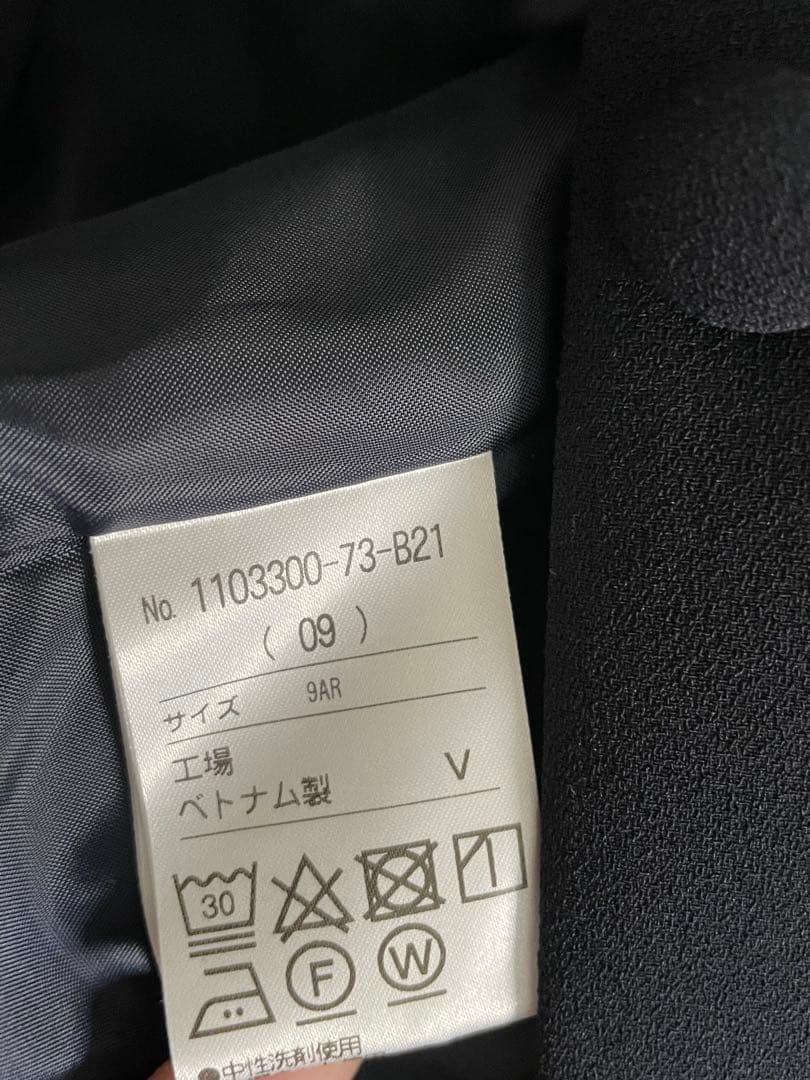 No. 1103300-73-B21
( 09 )
サイズ 9AR
工場 V
ベトナム製
30
F W
●中性洗剤使用